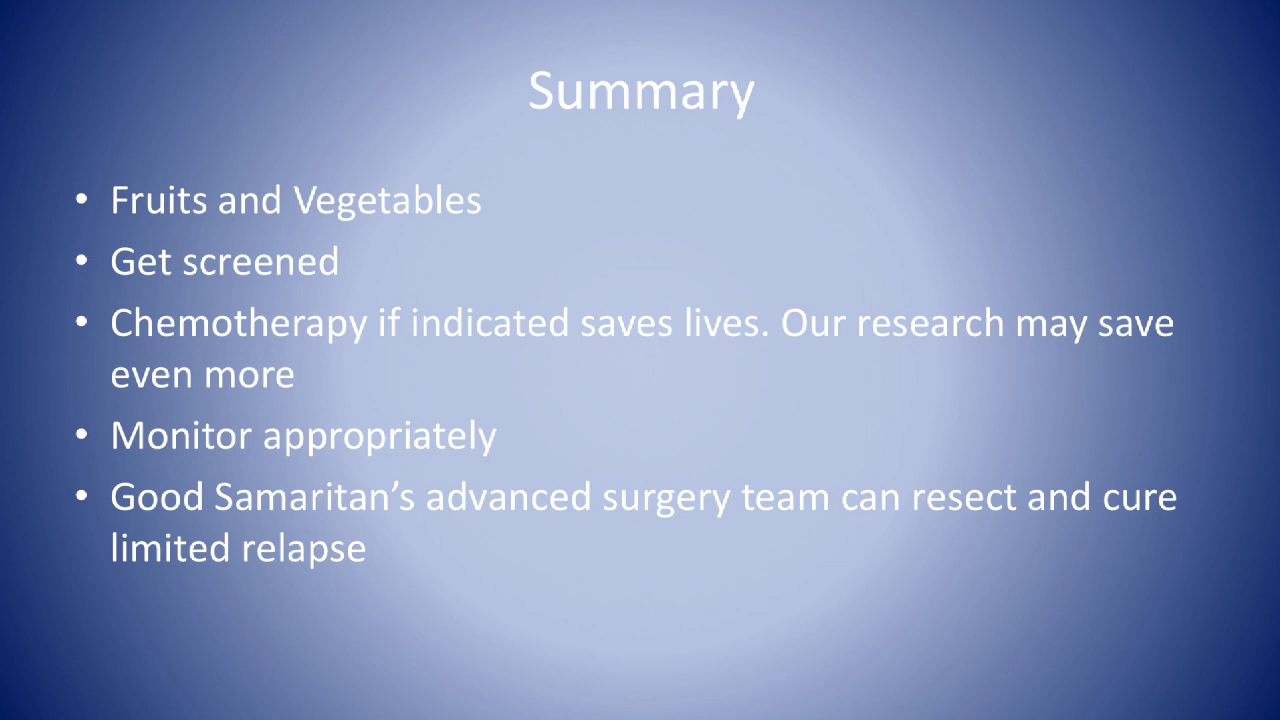 Summary
• Fruits and Vegetables
• Get screened
• Chemotherapy if indicated saves lives. Our research may save
even more
• Monitor appropriately
• Good Samaritan’s advanced surgery team can resect and cure
limited relapse